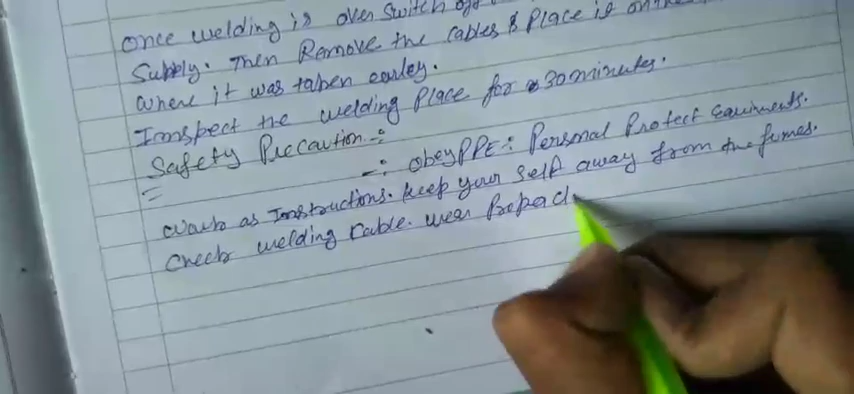 Once welding is over Switch off
Supply. Then Remove the cables & Place it on the
where it was taken earley.
Inspect the welding Place for 30 minutes.
Safety Precaution :-
-: Obey PPE: Personal Protect Equiments.
Work as Instructions. Keep your self away from the fumes.
Check welding Cable. wear